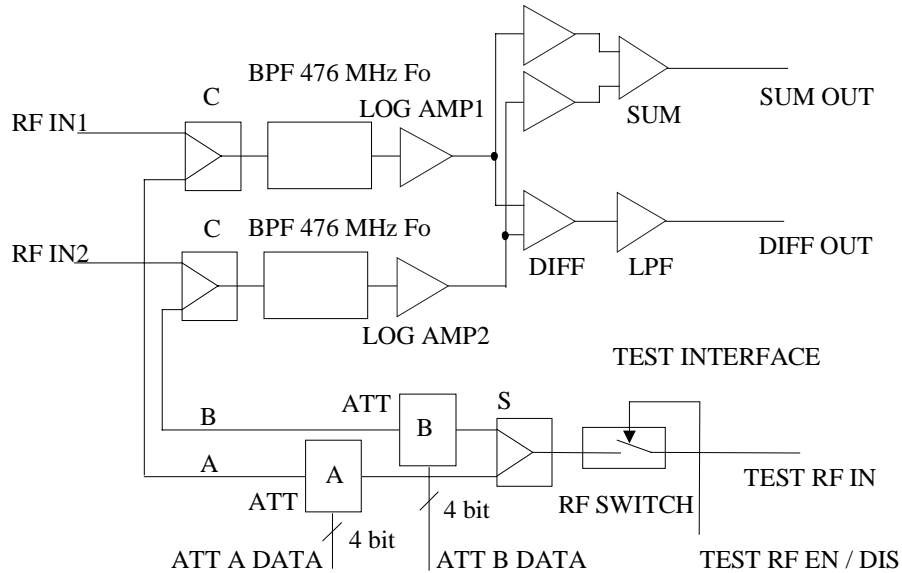 BPF 476 MHz Fo
C
LOG AMP1
RF IN1
SUM
SUM OUT
C
BPF 476 MHz Fo
RF IN2
DIFF
LPF
DIFF OUT
LOG AMP2
TEST INTERFACE
ATT
S
B
B
A
A
ATT
RF SWITCH
TEST RF IN
4 bit
4 bit
ATT A DATA
ATT B DATA
TEST RF EN / DIS